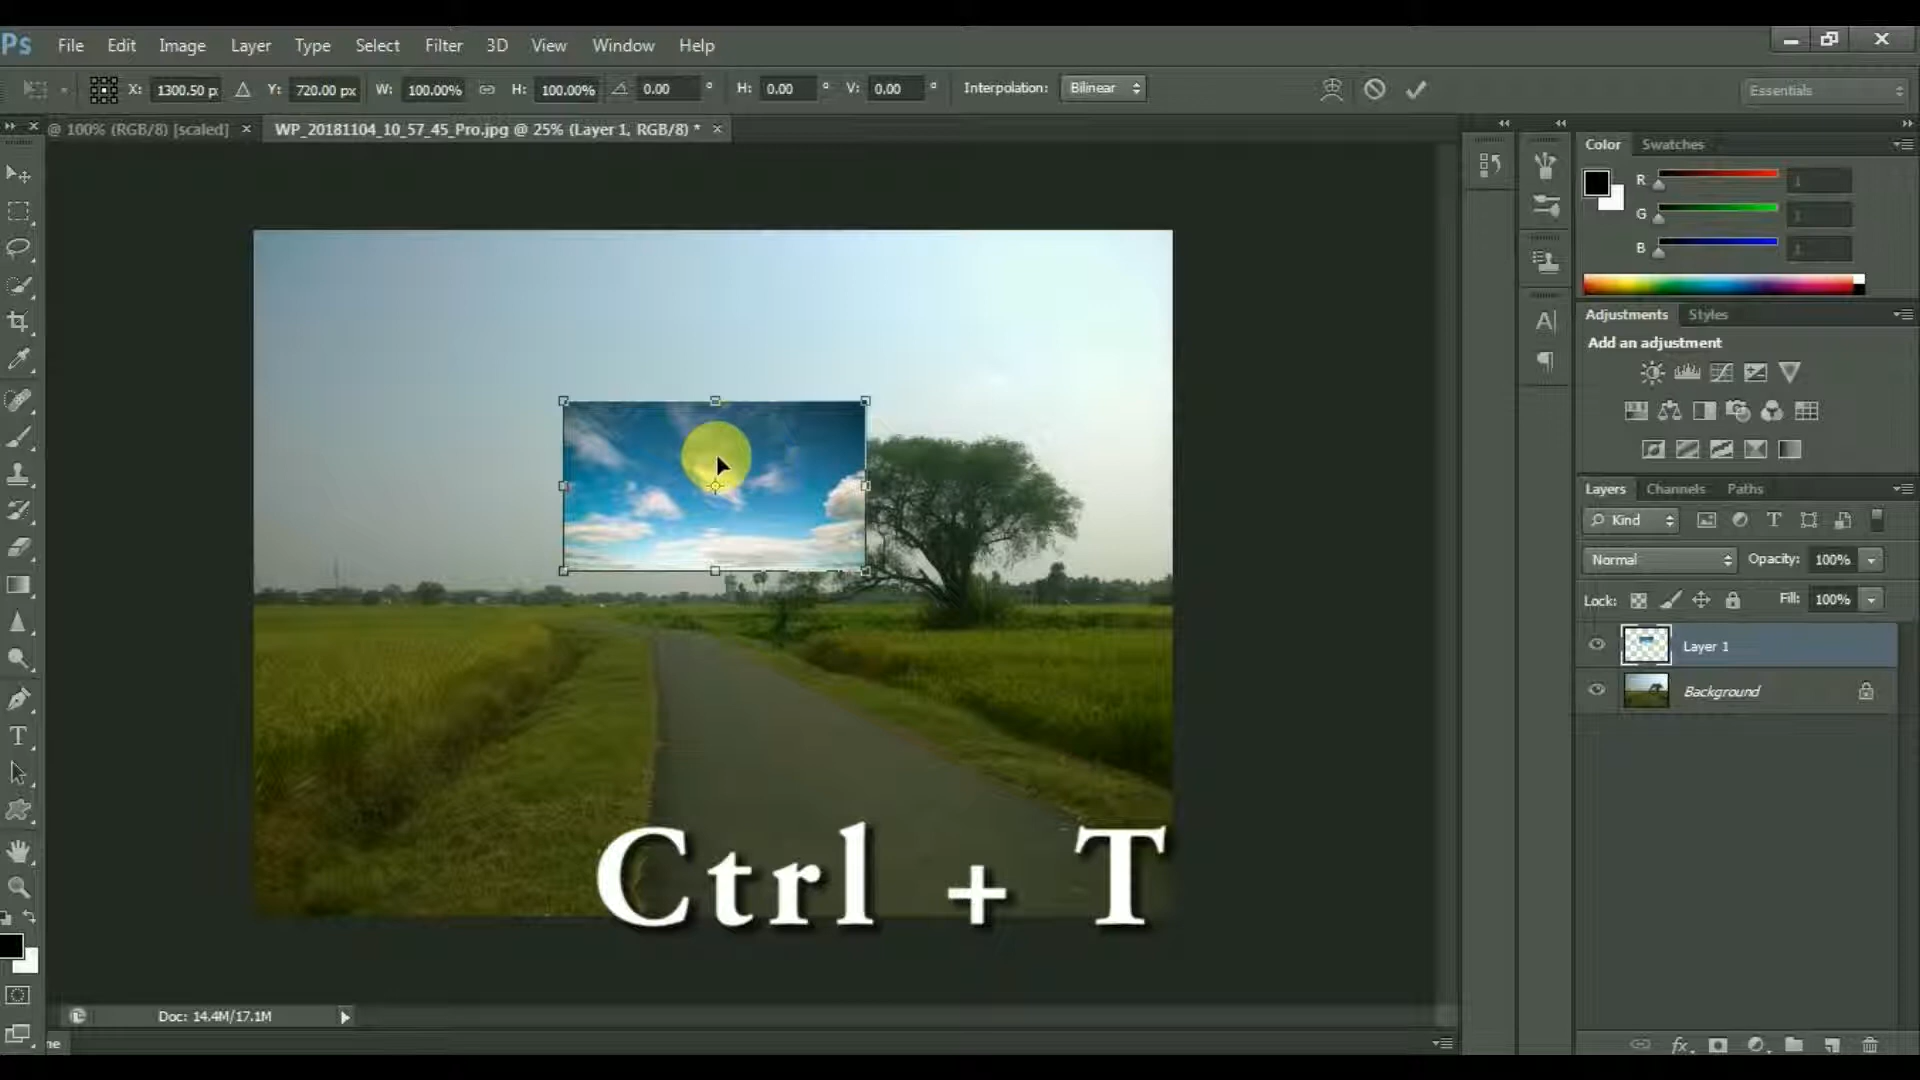 Ps File Edit Image Layer Type Select Filter 3D View Window Help
X: 1300.50 p Y: 720.00 px W: 100.00% H: 100.00% 0.00 ° H: 0.00 ° V: 0.00 ° Interpolation: Bilinear Essentials
@ 100% (RGB/8) [scaled] × WP_20181104_10_57_45_Pro.jpg @ 25% (Layer 1, RGB/8) * ×
Color Swatches
R
G
B
Adjustments Styles
Add an adjustment
Layers Channels Paths
Kind
Normal Opacity: 100%
Lock: Fill: 100%
Layer 1
Background
Ctrl + T
Doc: 14.4M/17.1M
ne